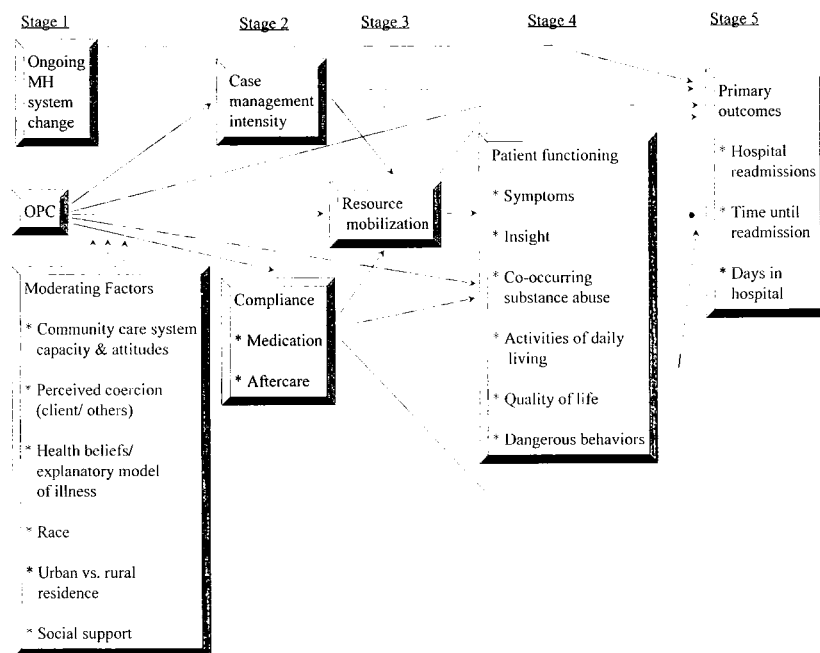 Stage 1
Stage 2
Stage 3
Stage 4
Stage 5
Ongoing
MH
system
change
Case
management
intensity
Primary
outcomes
* Hospital
readmissions
* Time until
readmission
* Days in
hospital
OPC
Resource
mobilization
Patient functioning
* Symptoms
* Insight
* Co-occurring
substance abuse
* Activities of daily
living
* Quality of life
* Dangerous behaviors
Moderating Factors
* Community care system
capacity & attitudes
* Perceived coercion
(client/ others)
* Health beliefs/
explanatory model
of illness
* Race
* Urban vs. rural
residence
* Social support
Compliance
* Medication
* Aftercare